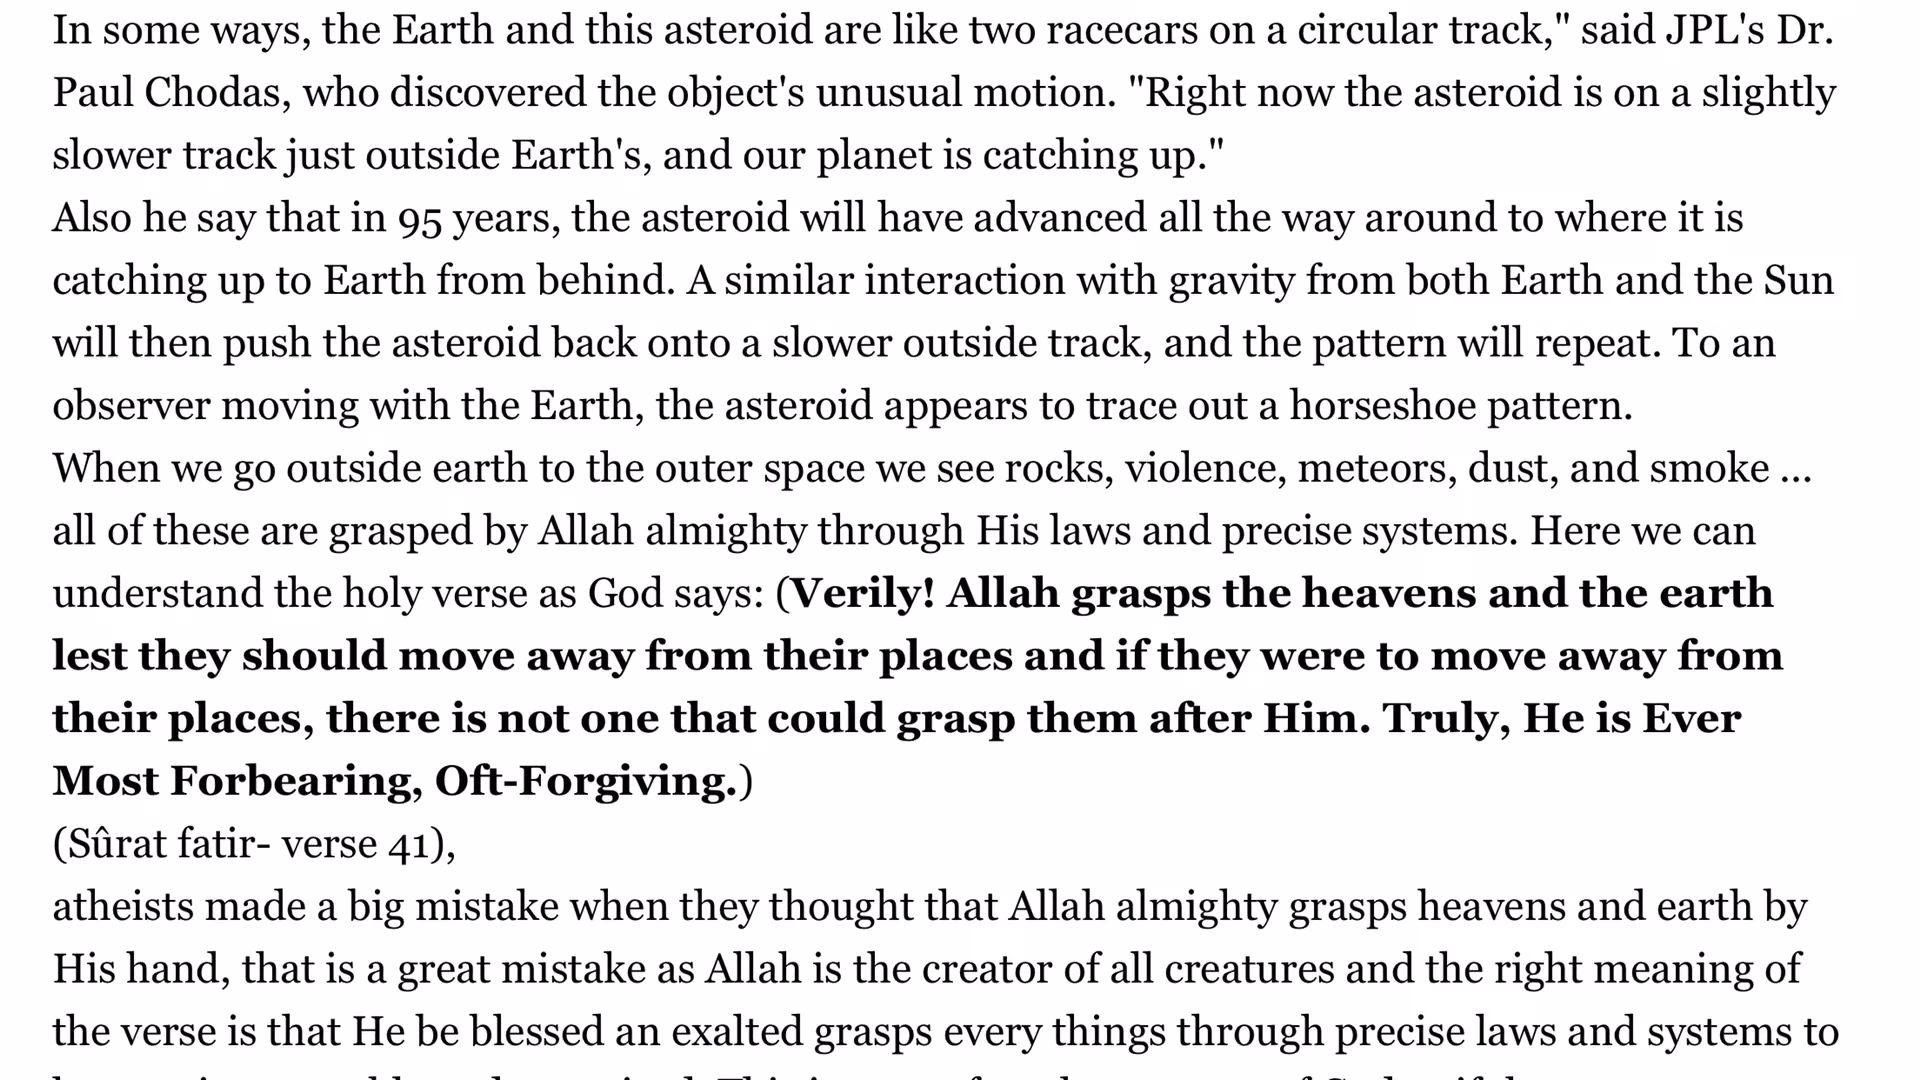 In some ways, the Earth and this asteroid are like two racecars on a circular track," said JPL's Dr.
Paul Chodas, who discovered the object's unusual motion. "Right now the asteroid is on a slightly
slower track just outside Earth's, and our planet is catching up."
Also he say that in 95 years, the asteroid will have advanced all the way around to where it is
catching up to Earth from behind. A similar interaction with gravity from both Earth and the Sun
will then push the asteroid back onto a slower outside track, and the pattern will repeat. To an
observer moving with the Earth, the asteroid appears to trace out a horseshoe pattern.
When we go outside earth to the outer space we see rocks, violence, meteors, dust, and smoke ...
all of these are grasped by Allah almighty through His laws and precise systems. Here we can
understand the holy verse as God says: (Verily! Allah grasps the heavens and the earth
lest they should move away from their places and if they were to move away from
their places, there is not one that could grasp them after Him. Truly, He is Ever
Most Forbearing, Oft-Forgiving.)
(Sûrat fatir- verse 41),
atheists made a big mistake when they thought that Allah almighty grasps heavens and earth by
His hand, that is a great mistake as Allah is the creator of all creatures and the right meaning of
the verse is that He be blessed an exalted grasps every things through precise laws and systems to